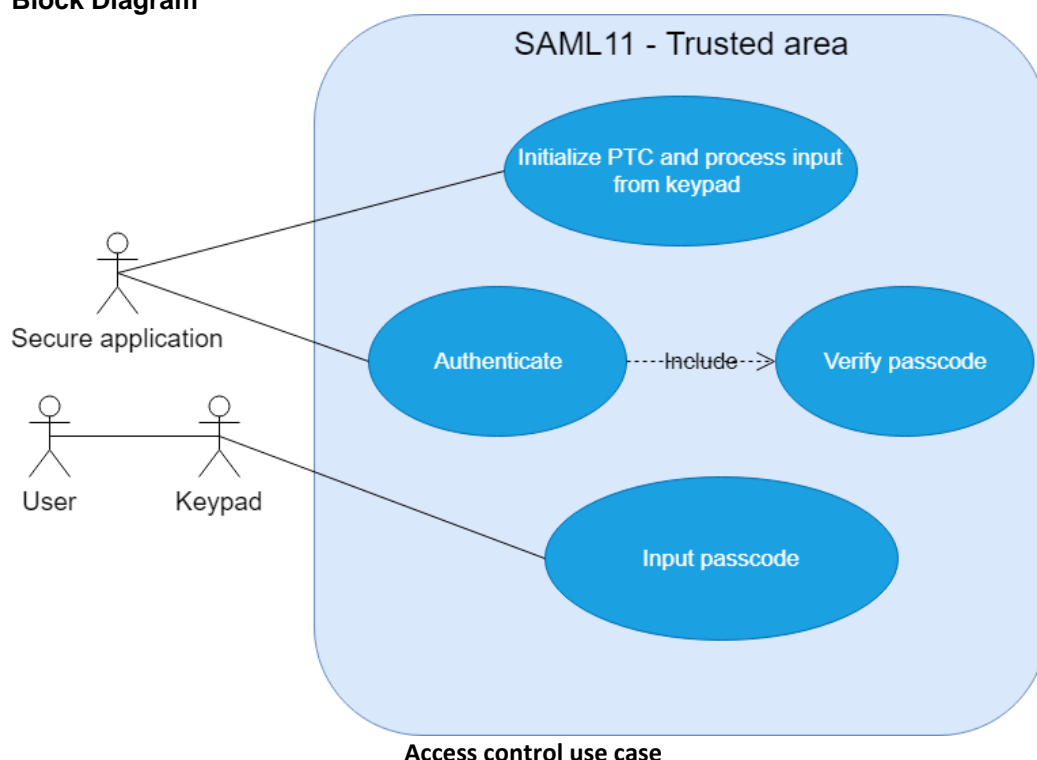 Block Diagram
SAML11 - Trusted area
Initialize PTC and process input
from keypad
Secure application
Authenticate
Include
Verify passcode
User
Keypad
Input passcode
Access control use case